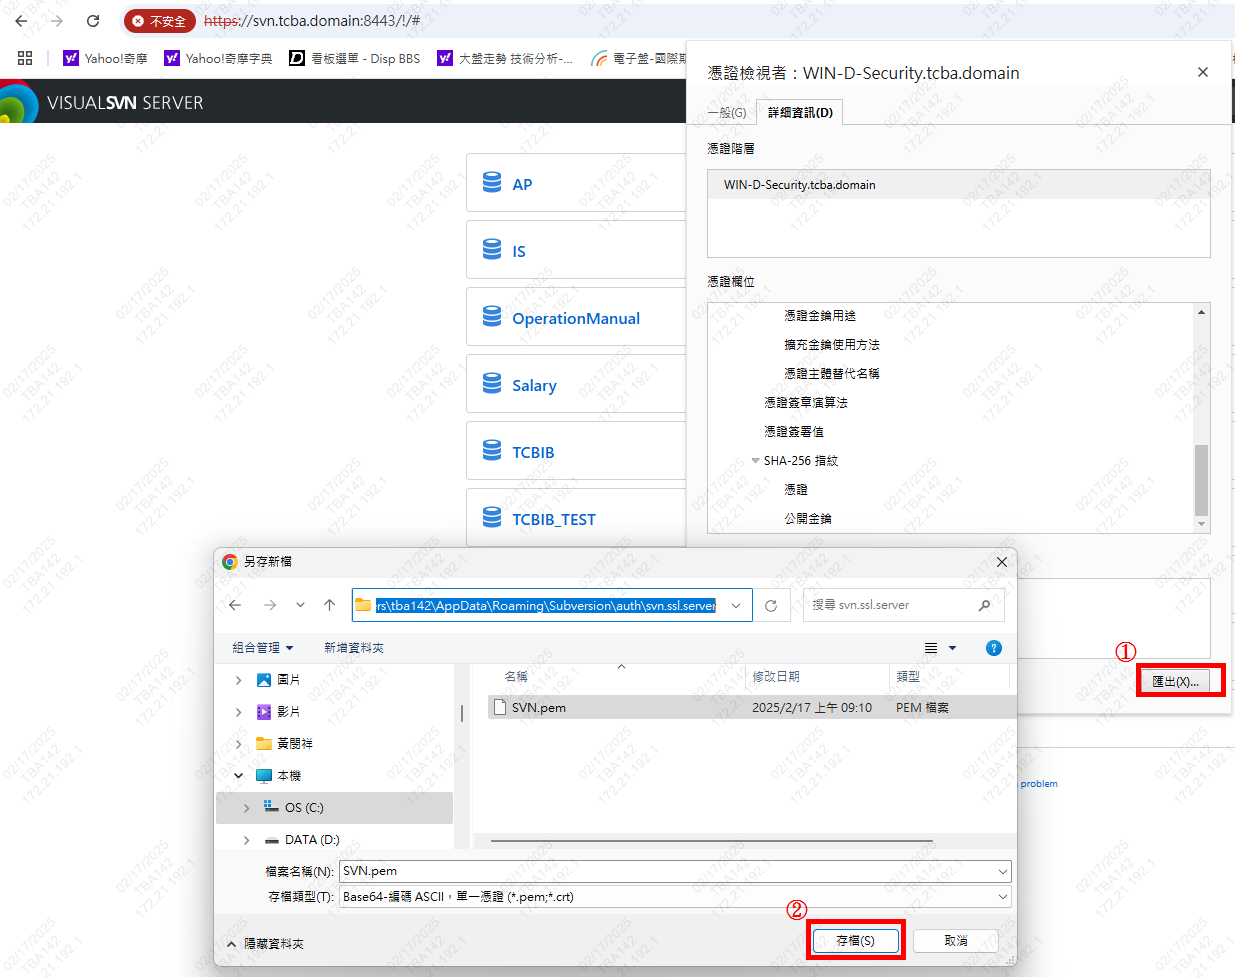 不安全 https://svn.tcba.domain:8443/!/#
Yahoo!奇摩 Yahoo!奇摩字典 看板選單 - Disp BBS 大盤走勢 技術分析-... 電子盤-國際期
VISUALSVN SERVER
AP
IS
OperationManual
Salary
TCBIB
TCBIB_TEST
憑證檢視者：WIN-D-Security.tcba.domain
一般(G) 詳細資訊(D)
憑證階層
WIN-D-Security.tcba.domain
憑證欄位
憑證金鑰用途
擴充金鑰使用方法
憑證主體替代名稱
憑證簽章演算法
憑證簽署值
SHA-256 指紋
憑證
公開金鑰
①
匯出(X)...
problem
另存新檔
rs\tba142\AppData\Roaming\Subversion\auth\svn.ssl.server
搜尋 svn.ssl.server
組合管理 新增資料夾
名稱 修改日期 類型
圖片
影片
黃閔祥
本機
OS (C:)
DATA (D:)
SVN.pem 2025/2/17 上午 09:10 PEM 檔案
檔案名稱(N): SVN.pem
存檔類型(T): Base64-編碼 ASCII，單一憑證 (*.pem;*.crt)
②
隱藏資料夾 存檔(S) 取消
02/17/2025
TBA142
172.21.192.1